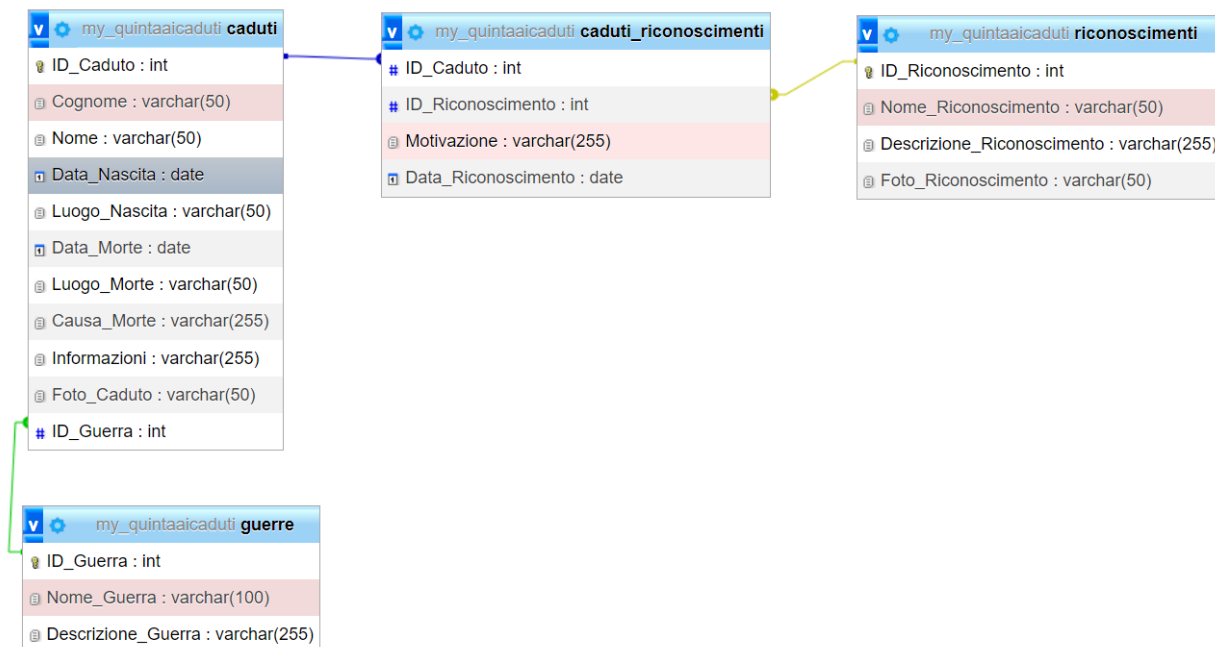 my_quintaaicaduti caduti
ID_Caduto : int
Cognome : varchar(50)
Nome : varchar(50)
Data_Nascita : date
Luogo_Nascita : varchar(50)
Data_Morte : date
Luogo_Morte : varchar(50)
Causa_Morte : varchar(255)
Informazioni : varchar(255)
Foto_Caduto : varchar(50)
ID_Guerra : int
my_quintaaicaduti caduti_riconoscimenti
ID_Caduto : int
ID_Riconoscimento : int
Motivazione : varchar(255)
Data_Riconoscimento : date
my_quintaaicaduti riconoscimenti
ID_Riconoscimento : int
Nome_Riconoscimento : varchar(50)
Descrizione_Riconoscimento : varchar(255)
Foto_Riconoscimento : varchar(50)
my_quintaaicaduti guerre
ID_Guerra : int
Nome_Guerra : varchar(100)
Descrizione_Guerra : varchar(255)